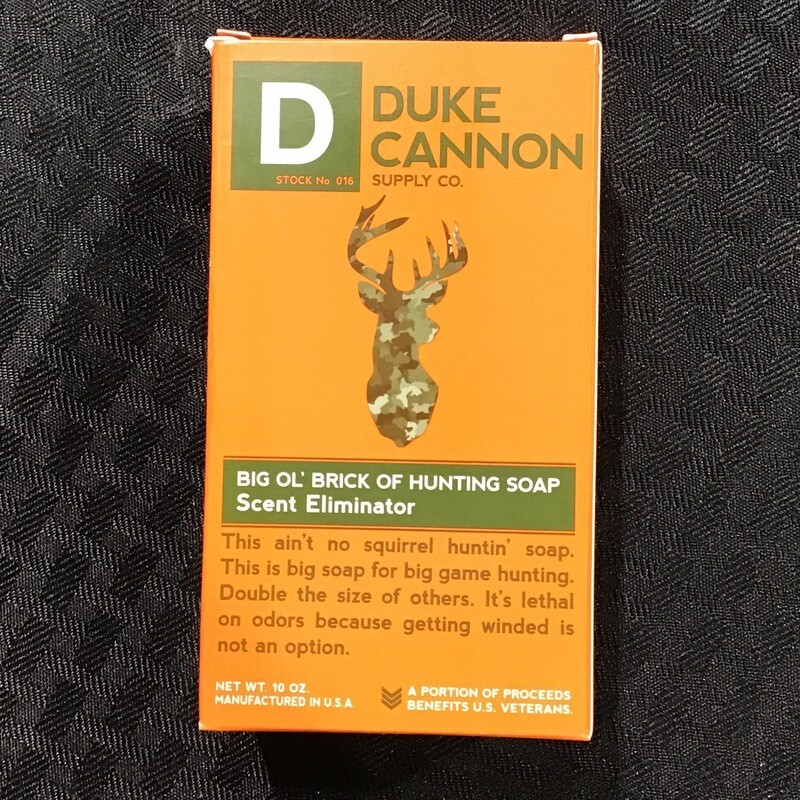 D
STOCK No 016
DUKE
CANNON
SUPPLY CO.
BIG OL' BRICK OF HUNTING SOAP
Scent Eliminator
This ain't no squirrel huntin' soap.
This is big soap for big game hunting.
Double the size of others. It's lethal
on odors because getting winded is
not an option.
NET WT. 10 OZ.
MANUFACTURED IN U.S.A.
A PORTION OF PROCEEDS
BENEFITS U.S. VETERANS.